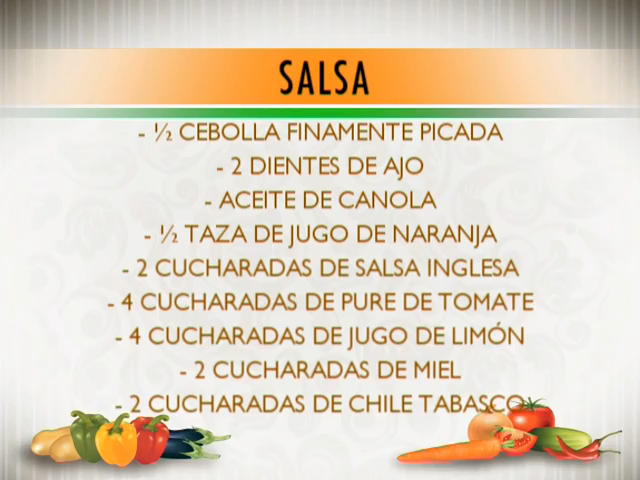 SALSA
- ½ CEBOLLA FINAMENTE PICADA
- 2 DIENTES DE AJO
- ACEITE DE CANOLA
- ½ TAZA DE JUGO DE NARANJA
- 2 CUCHARADAS DE SALSA INGLESA
- 4 CUCHARADAS DE PURE DE TOMATE
- 4 CUCHARADAS DE JUGO DE LIMÓN
- 2 CUCHARADAS DE MIEL
- 2 CUCHARADAS DE CHILE TABASCO